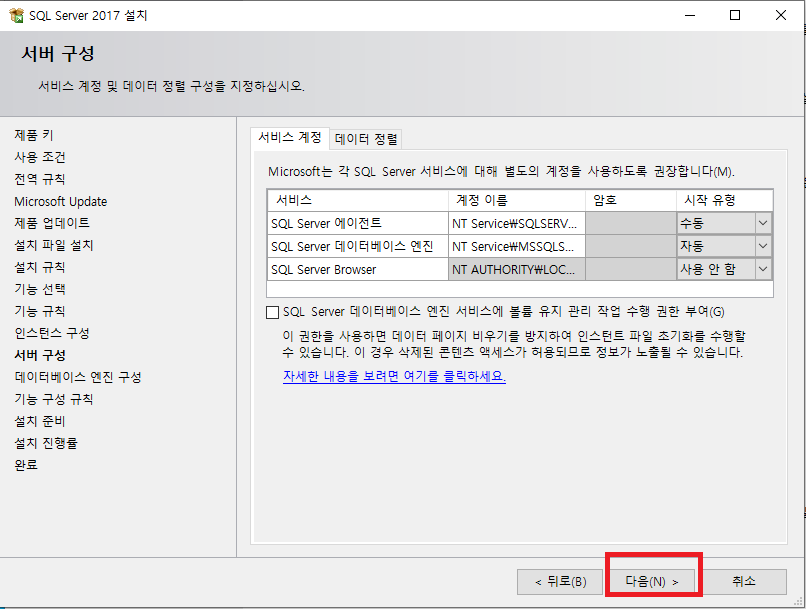 SQL Server 2017 설치
서버 구성
서비스 계정 및 데이터 정렬 구성을 지정하십시오.
제품 키
사용 조건
전역 규칙
Microsoft Update
제품 업데이트
설치 파일 설치
설치 규칙
기능 선택
기능 규칙
인스턴스 구성
서버 구성
데이터베이스 엔진 구성
기능 구성 규칙
설치 준비
설치 진행률
완료
서비스 계정 데이터 정렬
Microsoft는 각 SQL Server 서비스에 대해 별도의 계정을 사용하도록 권장합니다(M).
서비스 계정 이름 암호 시작 유형
SQL Server 에이전트 NT Service₩SQLSERV... 수동
SQL Server 데이터베이스 엔진 NT Service₩MSSQLS... 자동
SQL Server Browser NT AUTHORITY₩LOC... 사용 안 함
SQL Server 데이터베이스 엔진 서비스에 볼륨 유지 관리 작업 수행 권한 부여(G)
이 권한을 사용하면 데이터 페이지 비우기를 방지하여 인스턴트 파일 초기화를 수행할
수 있습니다. 이 경우 삭제된 콘텐츠 액세스가 허용되므로 정보가 노출될 수 있습니다.
자세한 내용을 보려면 여기를 클릭하세요.
< 뒤로(B) 다음(N) > 취소